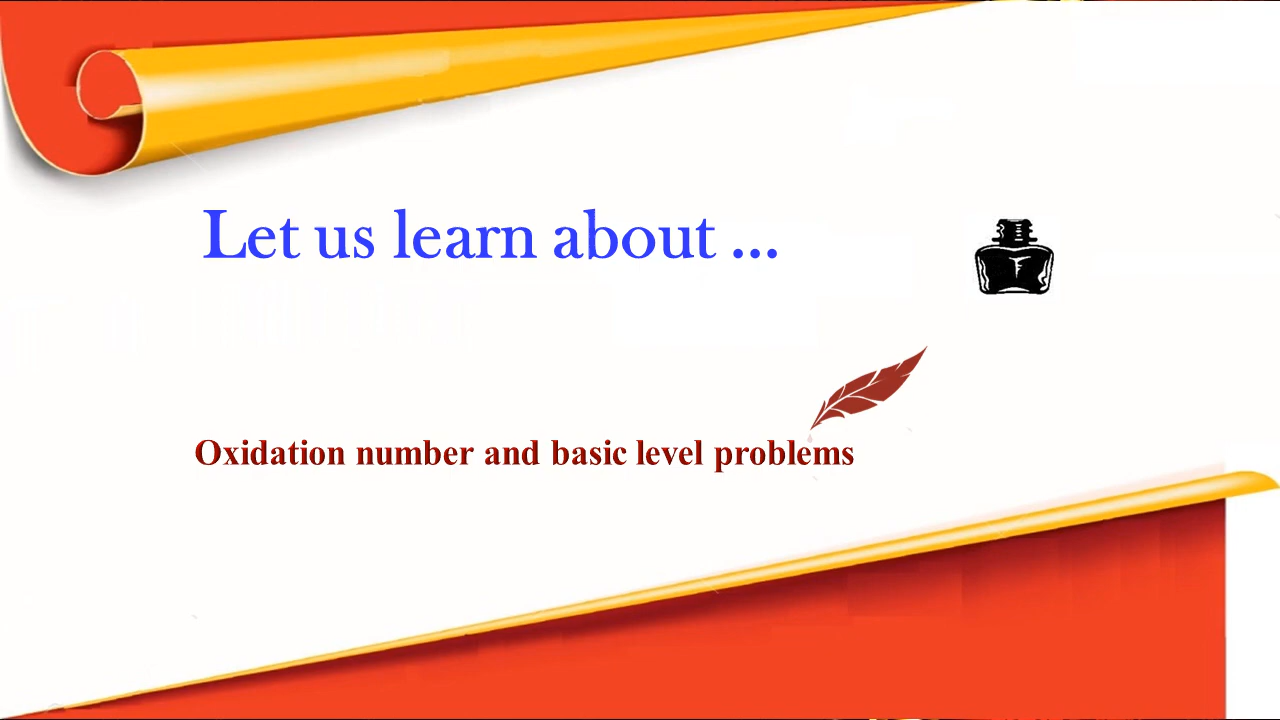 Let us learn about ...
Oxidation number and basic level problems